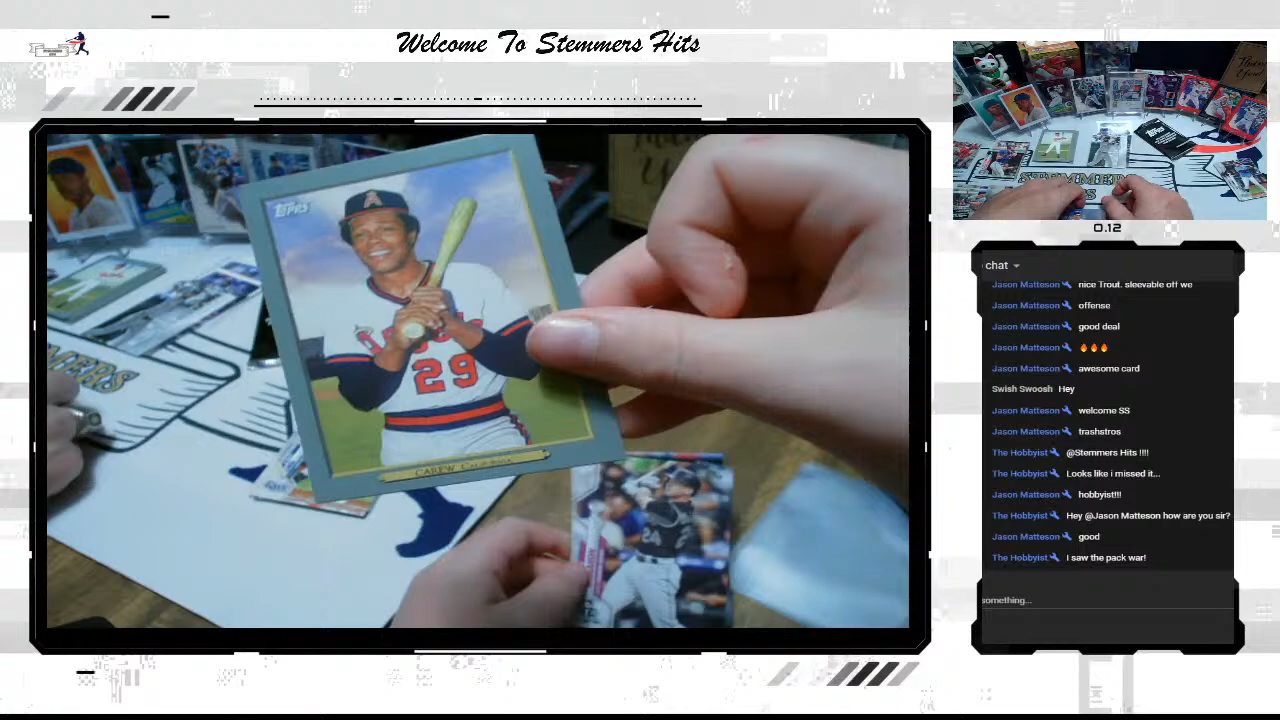 Welcome To Stemmers Hits
TOPPS
29
CAREW
24
0.12
chat
Jason Matteson nice Trout. sleevable off we
Jason Matteson offense
Jason Matteson good deal
Jason Matteson 🔥🔥🔥
Jason Matteson awesome card
Swish Swoosh Hey
Jason Matteson welcome SS
Jason Matteson trashstros
The Hobbyist @Stemmers Hits !!!!
The Hobbyist Looks like i missed it...
Jason Matteson hobbyist!!!
The Hobbyist Hey @Jason Matteson how are you sir?
Jason Matteson good
The Hobbyist I saw the pack war!
something...